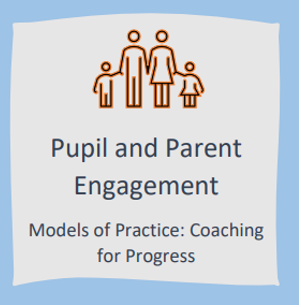 Pupil and Parent
Engagement
Models of Practice: Coaching
for Progress